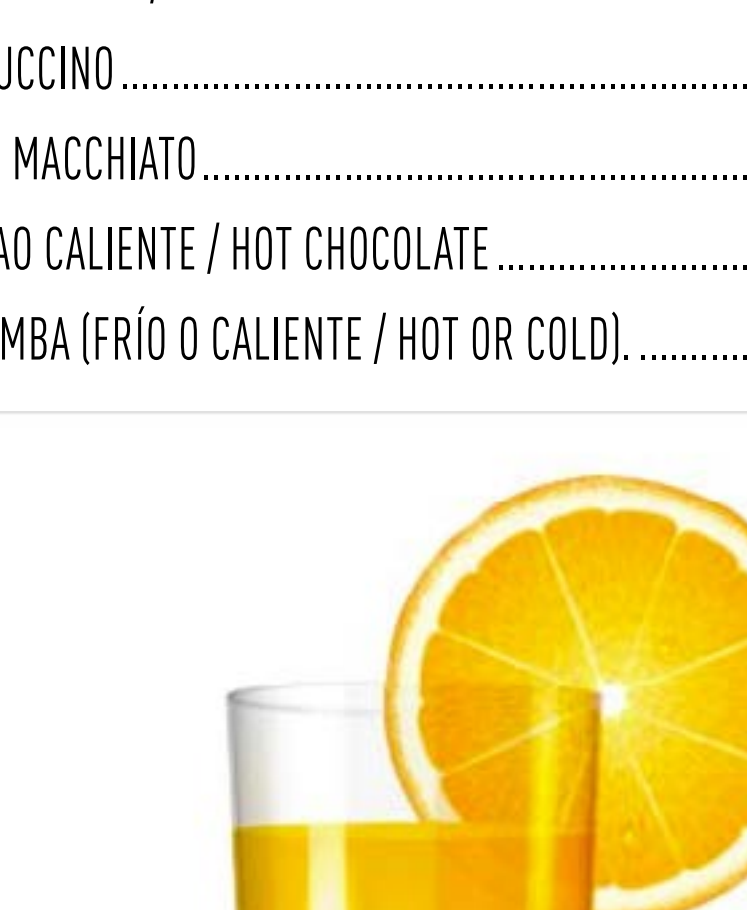 UCCINO
MACCHIATO
AO CALIENTE / HOT CHOCOLATE
MBA (FRÍO O CALIENTE / HOT OR COLD).